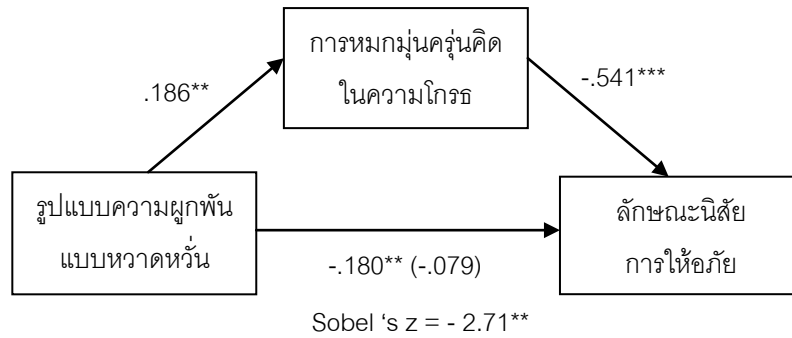 การหมกมุ่นครุ่นคิด
ในความโกรธ
.186**
-.541***
รูปแบบความผูกพัน
แบบหวาดหวั่น
ลักษณะนิสัย
การให้อภัย
-.180** (-.079)
Sobel ‘s z = - 2.71**